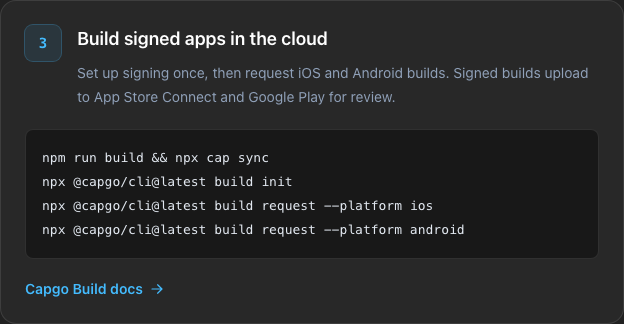 3
Build signed apps in the cloud
Set up signing once, then request iOS and Android builds. Signed builds upload
to App Store Connect and Google Play for review.
npm run build && npx cap sync
npx @capgo/cli@latest build init
npx @capgo/cli@latest build request --platform ios
npx @capgo/cli@latest build request --platform android
Capgo Build docs →